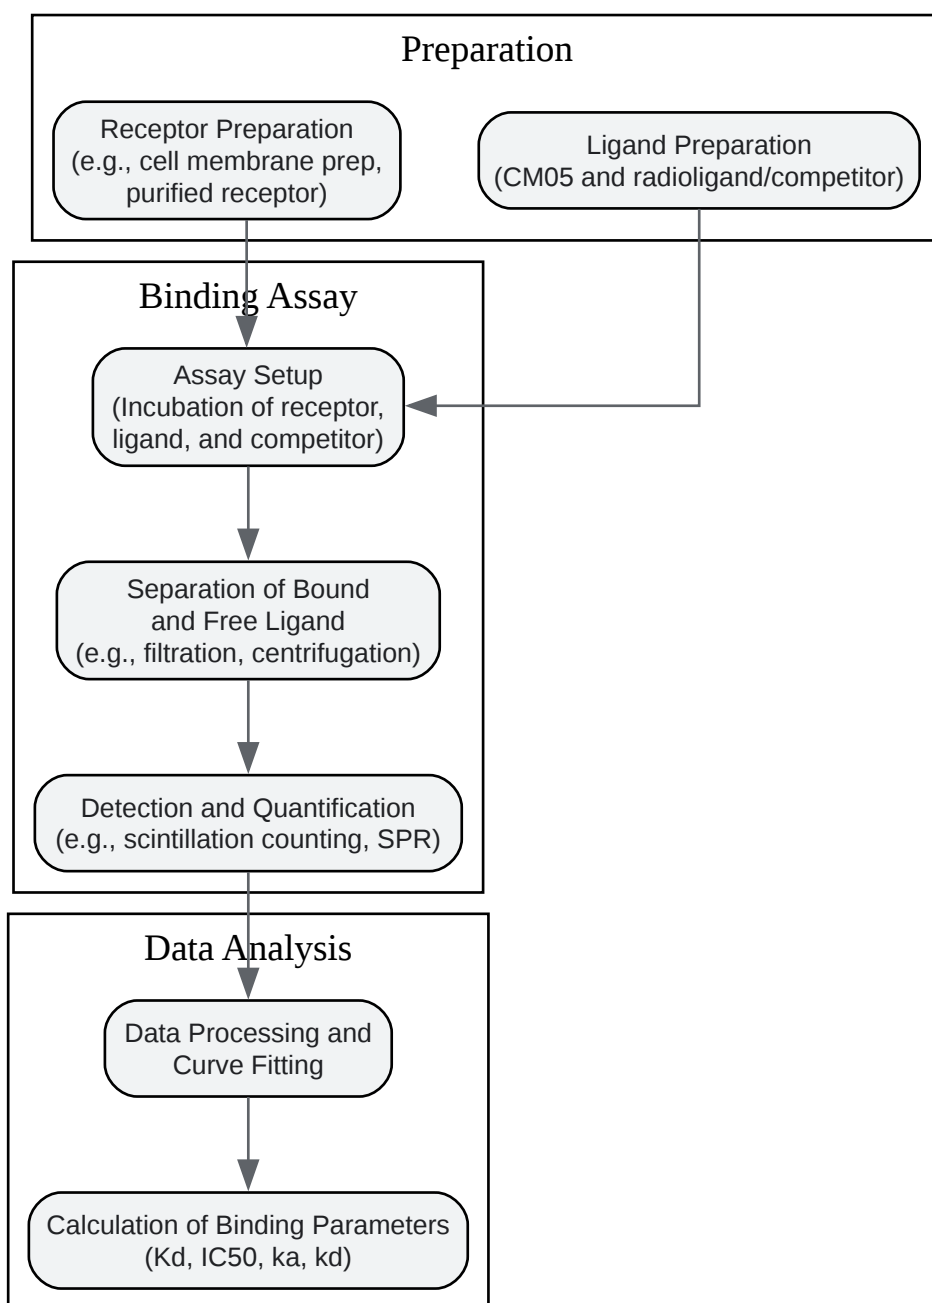 Preparation
Receptor Preparation
(e.g., cell membrane prep,
purified receptor)
Ligand Preparation
(CM05 and radioligand/competitor)
Binding Assay
Assay Setup
(Incubation of receptor,
ligand, and competitor)
Separation of Bound
and Free Ligand
(e.g., filtration, centrifugation)
Detection and Quantification
(e.g., scintillation counting, SPR)
Data Analysis
Data Processing and
Curve Fitting
Calculation of Binding Parameters
(Kd, IC50, ka, kd)